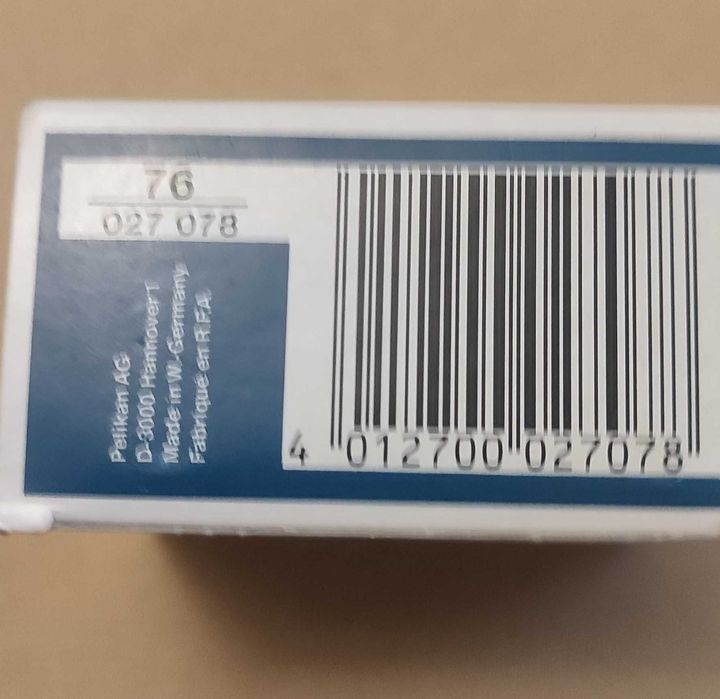 76
027 078
Pelikan AG
D-3000 Hannover 1
Made in W.-Germany
Fabriqué en R.F.A.
4 012700 027078